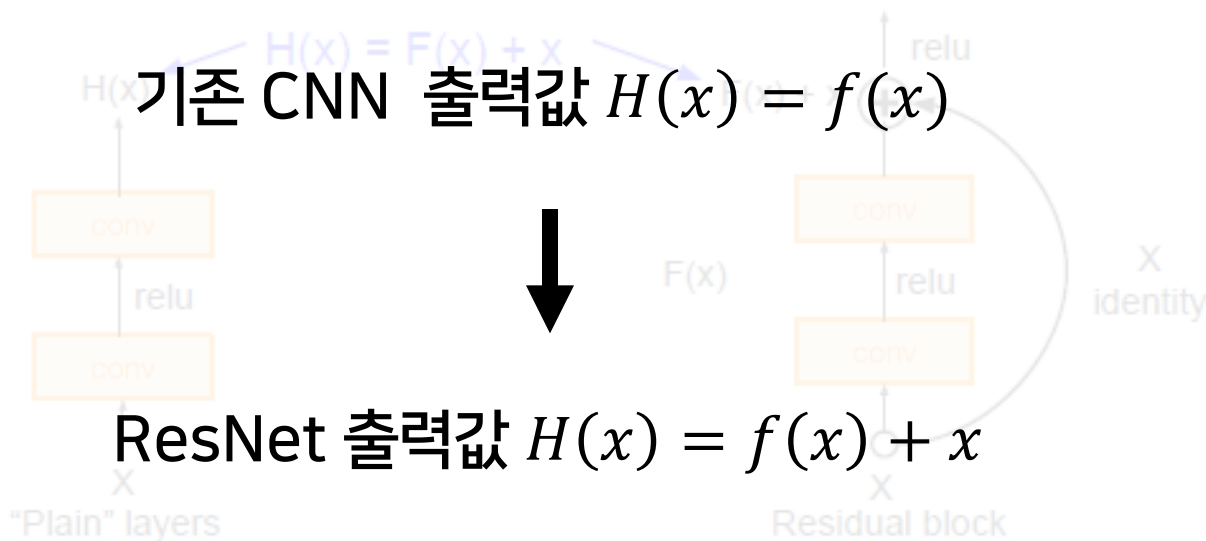 H(x) = F(x) + x
relu
H(x)
기존 CNN 출력값 H(x) = f(x)
conv
conv
relu
F(x)
relu
X
identity
conv
conv
ResNet 출력값 H(x) = f(x) + x
X
"Plain" layers
X
Residual block